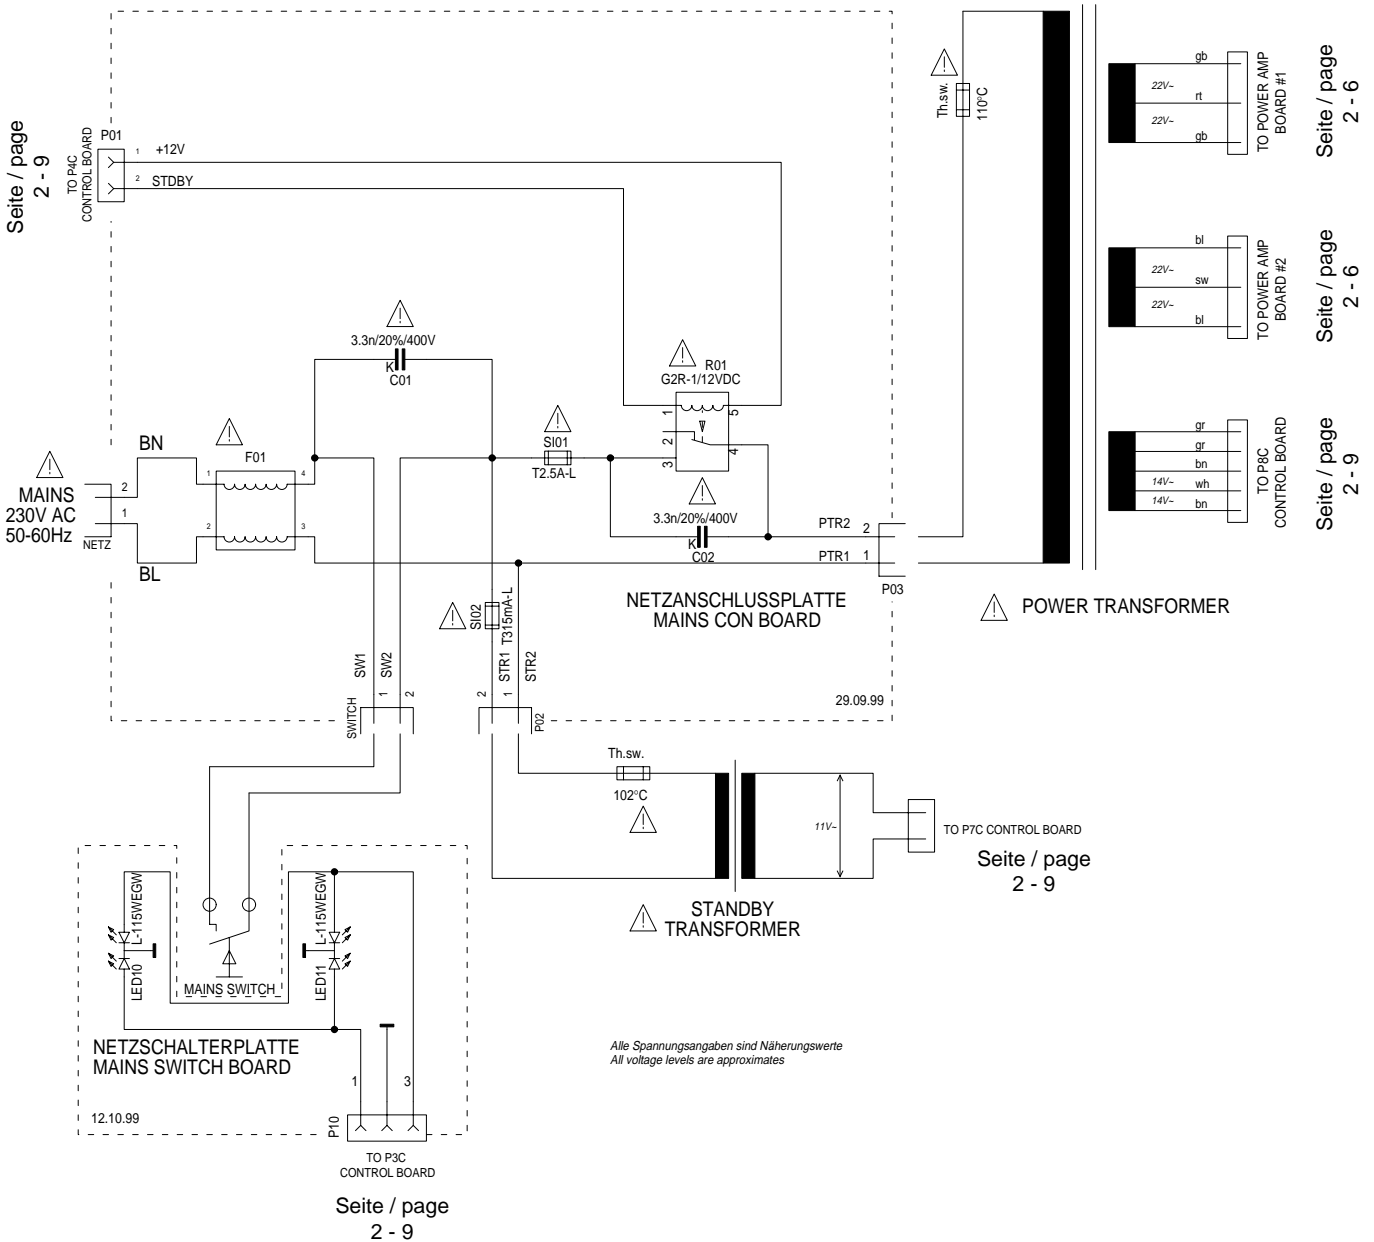 Seite / page
2 - 9
TO P4C
CONTROL BOARD
P01
1
+12V
2
STDBY
Th.sw.
110°C
gb
22V~
rt
22V~
gb
TO POWER AMP
BOARD #1
Seite / page
2 - 6
bl
22V~
sw
22V~
bl
TO POWER AMP
BOARD #2
Seite / page
2 - 6
gr
gr
bn
14V~
wh
14V~
bn
TO P8C
CONTROL BOARD
Seite / page
2 - 9
3.3n/20%/400V
K
C01
R01
G2R-1/12VDC
1
5
2
3
4
SI01
T2.5A-L
3.3n/20%/400V
K
C02
MAINS
230V AC
50-60Hz
2
1
NETZ
BN
BL
F01
1
4
2
3
PTR2
2
PTR1
1
P03
NETZANSCHLUSSPLATTE
MAINS CON BOARD
POWER TRANSFORMER
SI02
T315mA-L
SW1
SW2
STR1
STR2
SWITCH
1
2
2
1
P02
29.09.99
Th.sw.
102°C
11V~
TO P7C CONTROL BOARD
Seite / page
2 - 9
STANDBY
TRANSFORMER
L-115WEGW
LED10
L-115WEGW
LED11
MAINS SWITCH
NETZSCHALTERPLATTE
MAINS SWITCH BOARD
Alle Spannungsangaben sind Näherungswerte
All voltage levels are approximates
12.10.99
1
3
P10
TO P3C
CONTROL BOARD
Seite / page
2 - 9